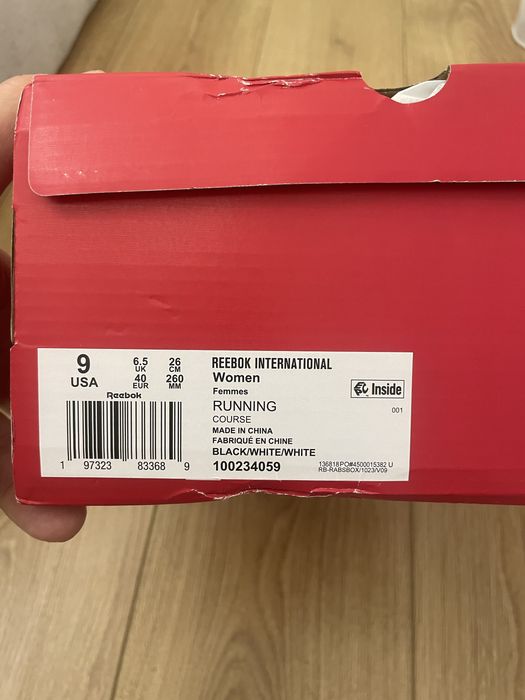 9
USA
6.5
UK
40
EUR
26
CM
260
MM
Reebok
1 97323 83368 9
REEBOK INTERNATIONAL
Women
Femmes
RUNNING
COURSE
MADE IN CHINA
FABRIQUÉ EN CHINE
BLACK/WHITE/WHITE
100234059
Inside
001
136818PO#4500015382 U
RB-RABSBOX/1023/V09